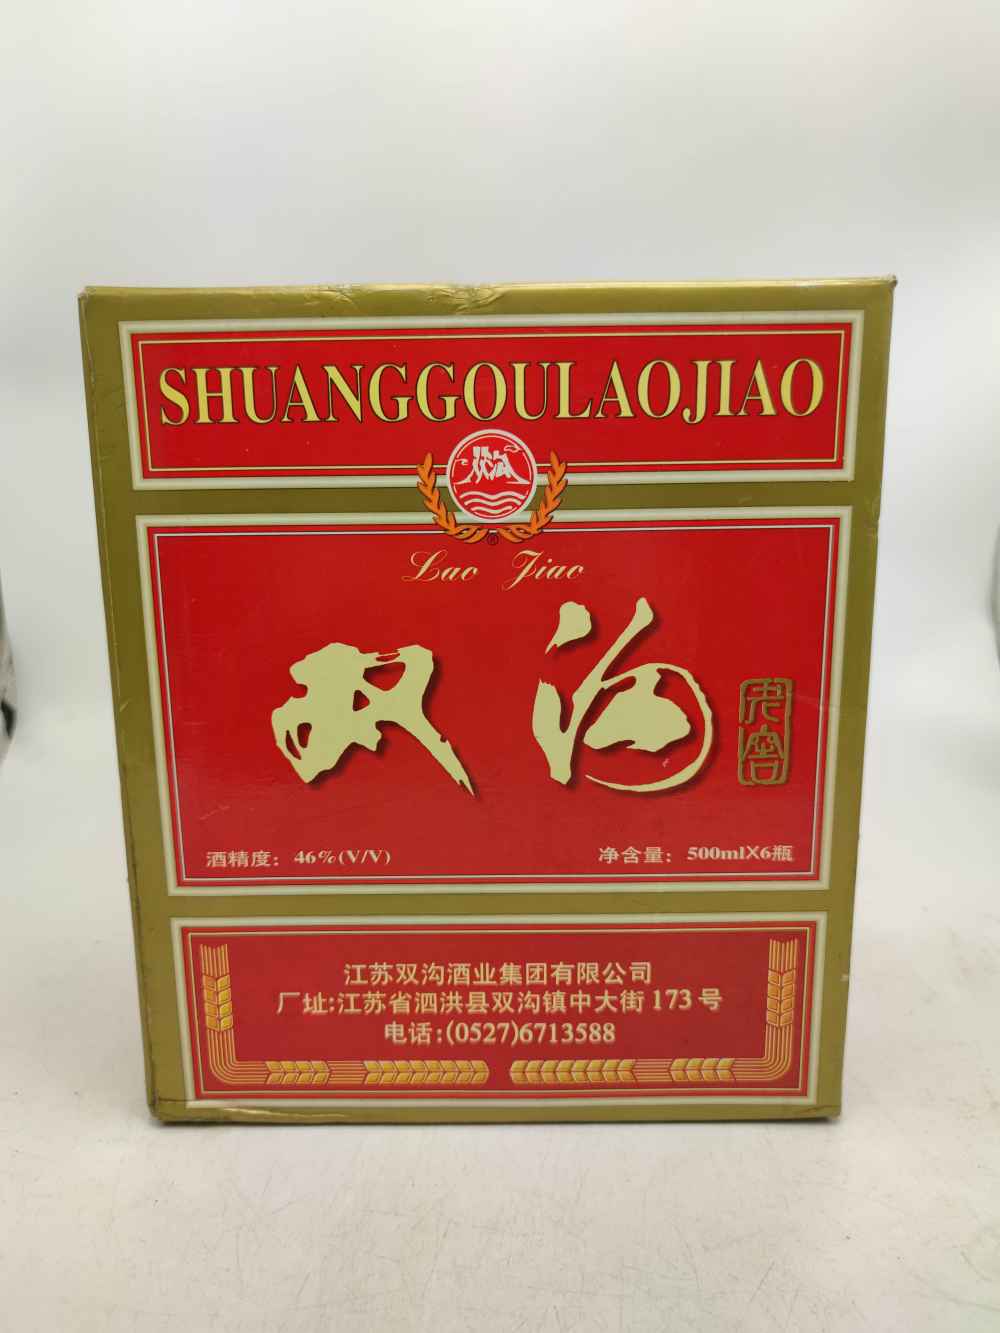 SHUANGGOULAOJIAO
双沟
®
Lao Jiao
双沟
老窖
酒精度：46%(V/V)
净含量：500mlX6瓶
江苏双沟酒业集团有限公司
厂址:江苏省泗洪县双沟镇中大街173号
电话:(0527)6713588